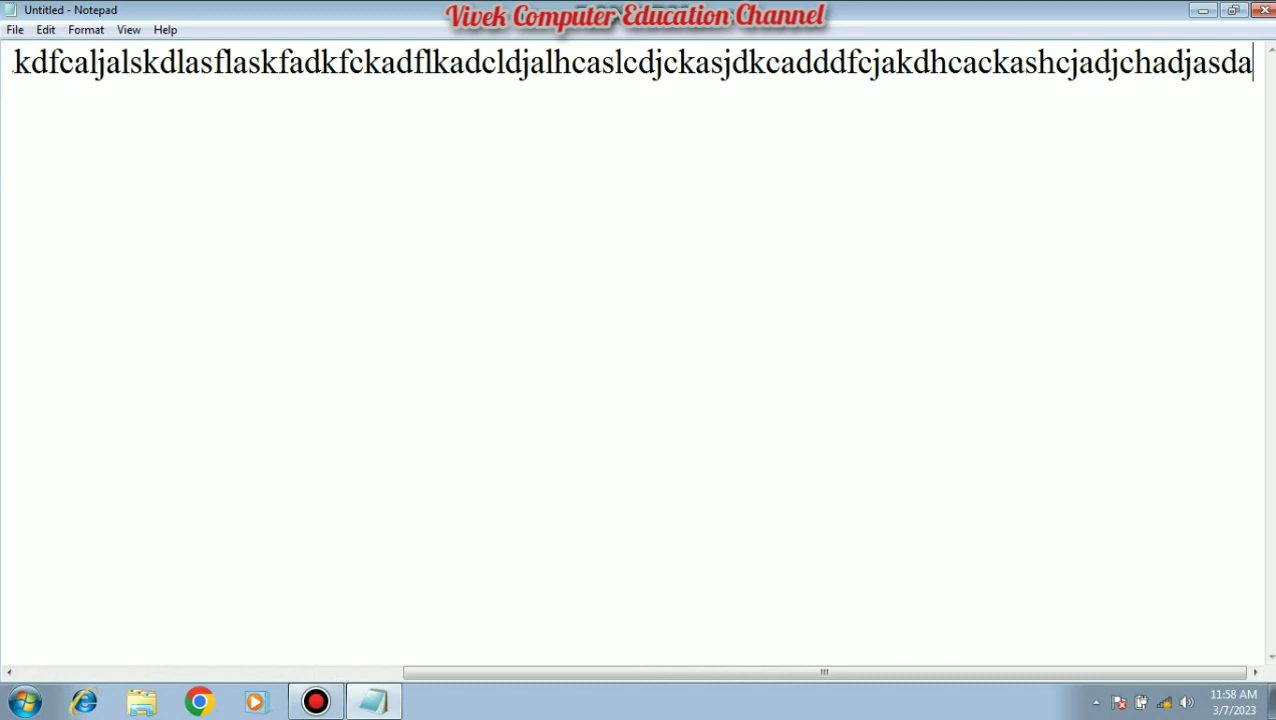 Untitled - Notepad
Vivek Computer Education Channel
File Edit Format View Help
kdfcaljalskdlasflaskfadkfckadflkadcldjalhcaslcdjckasjdkcadddfcjakdhcackashcjadjchadjasda
11:58 AM
3/7/2023